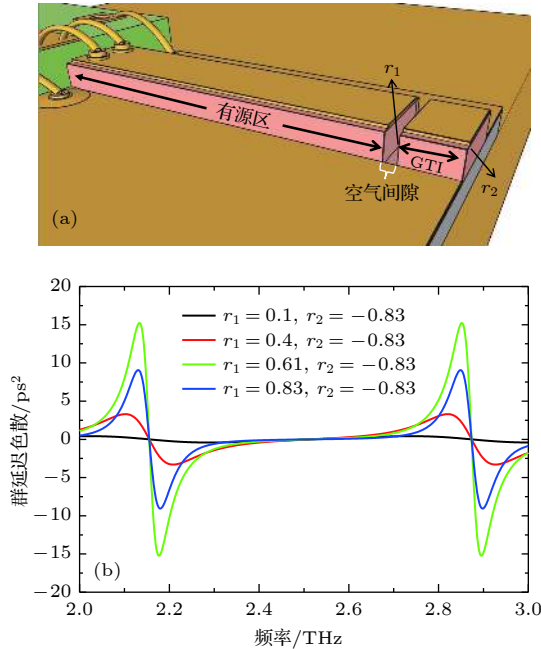 r₁
有源区
GTI
r₂
空气间隙
(a)
20
15
10
5
0
−5
−10
−15
−20
群延迟色散/ps²
r₁ = 0.1, r₂ = −0.83
r₁ = 0.4, r₂ = −0.83
r₁ = 0.61, r₂ = −0.83
r₁ = 0.83, r₂ = −0.83
(b)
2.0 2.2 2.4 2.6 2.8 3.0
频率/THz